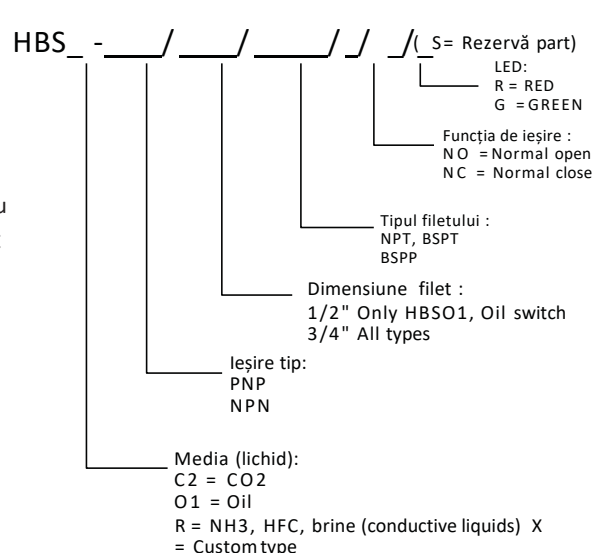 HBS_ -____/____/_____/_/ _/(_S= Rezervă part)
LED:
R = RED
G = GREEN
Funcția de ieșire :
NO = Normal open
NC = Normal close
u
Tipul filetului :
NPT, BSPT
BSPP
Dimensiune filet :
1/2" Only HBSO1, Oil switch
3/4" All types
Ieșire tip:
PNP
NPN
Media (lichid):
C2 = CO2
O1 = Oil
R = NH3, HFC, brine (conductive liquids) X
= Custom type